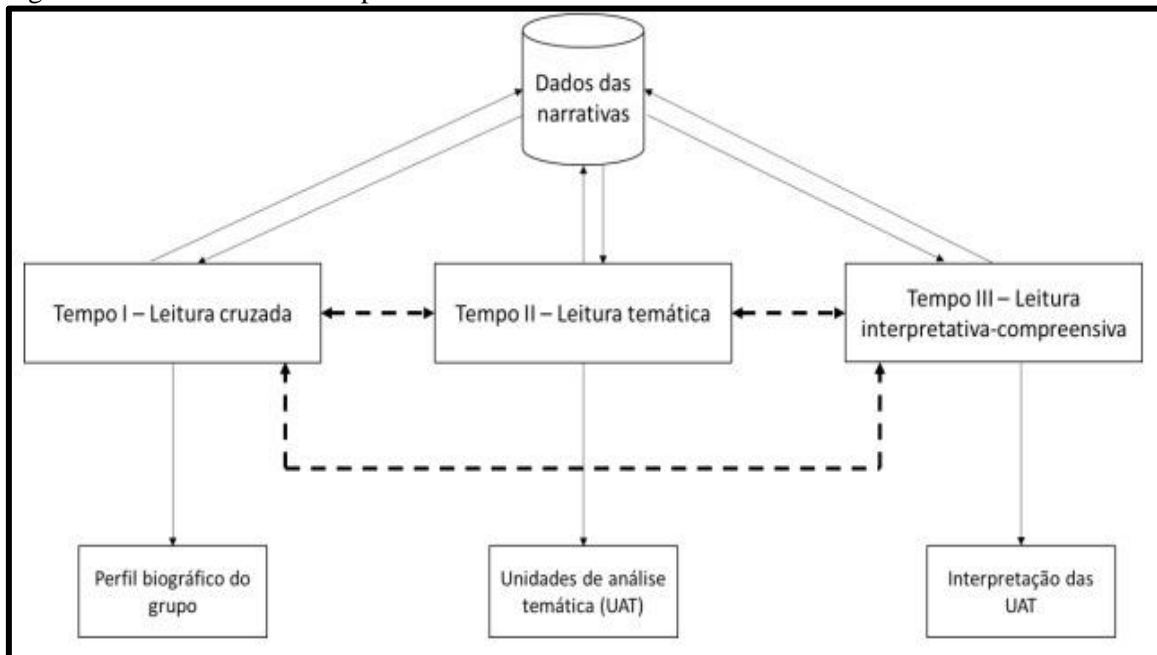 Dados das
narrativas
Tempo I – Leitura cruzada
Tempo II – Leitura temática
Tempo III – Leitura
interpretativa-compreensiva
Perfil biográfico do
grupo
Unidades de análise
temática (UAT)
Interpretação das
UAT